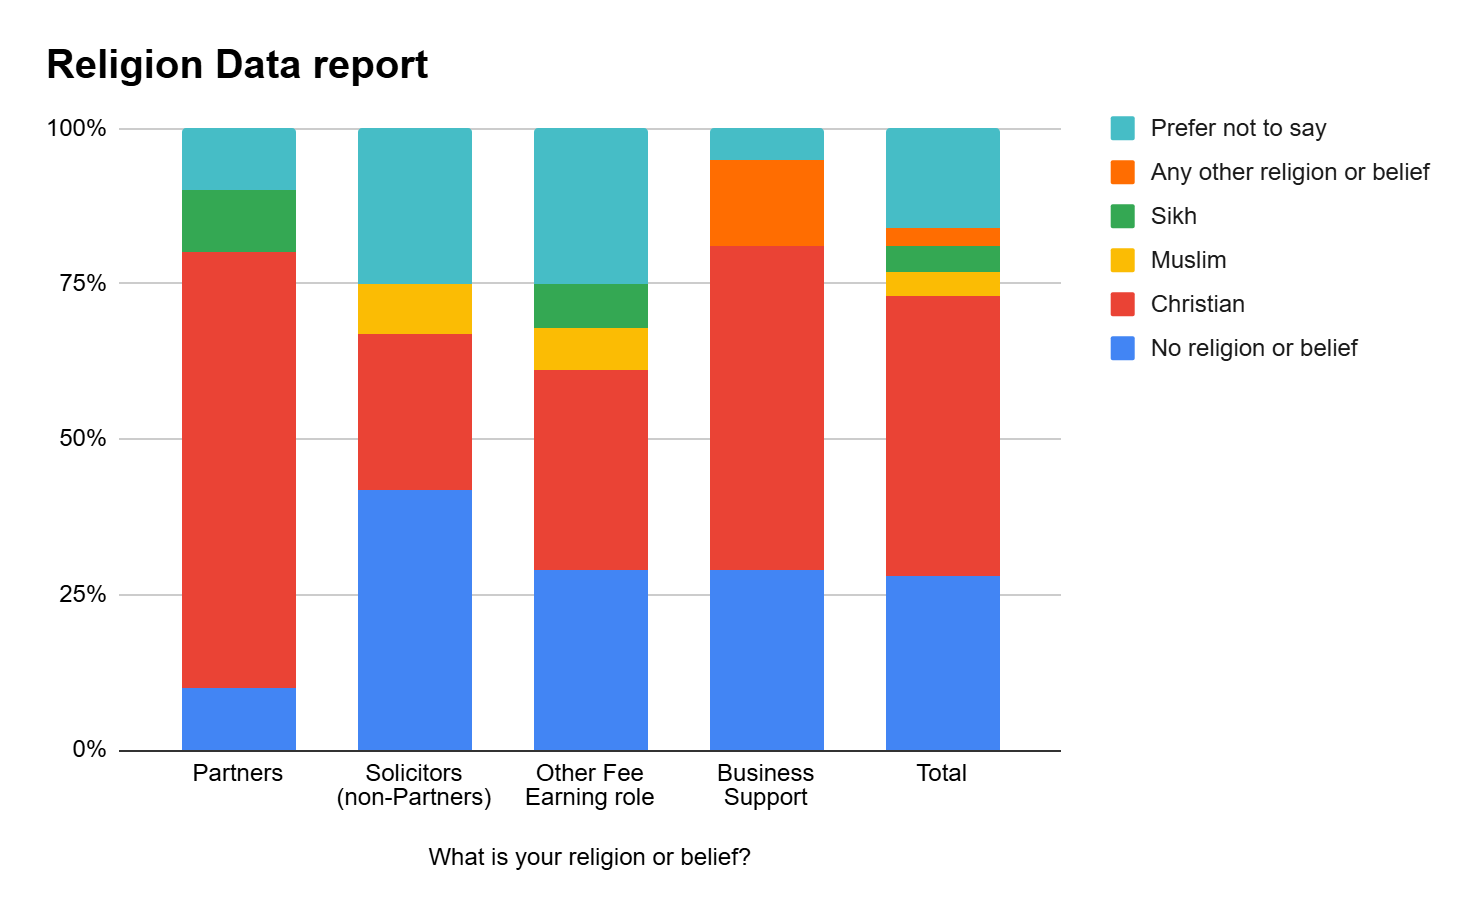 Religion Data report
100%
75%
50%
25%
0%
Partners
Solicitors
(non-Partners)
Other Fee
Earning role
Business
Support
Total
What is your religion or belief?
Prefer not to say
Any other religion or belief
Sikh
Muslim
Christian
No religion or belief